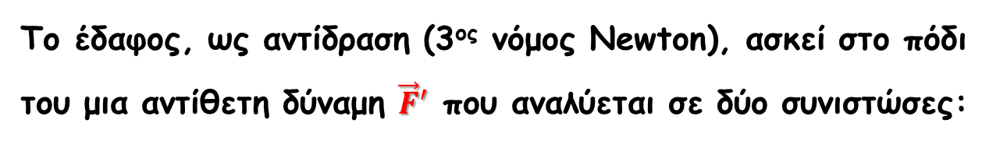 Το έδαφος, ως αντίδραση (3ος νόμος Newton), ασκεί στο πόδι
του μια αντίθετη δύναμη F⃗′ που αναλύεται σε δύο συνιστώσες: